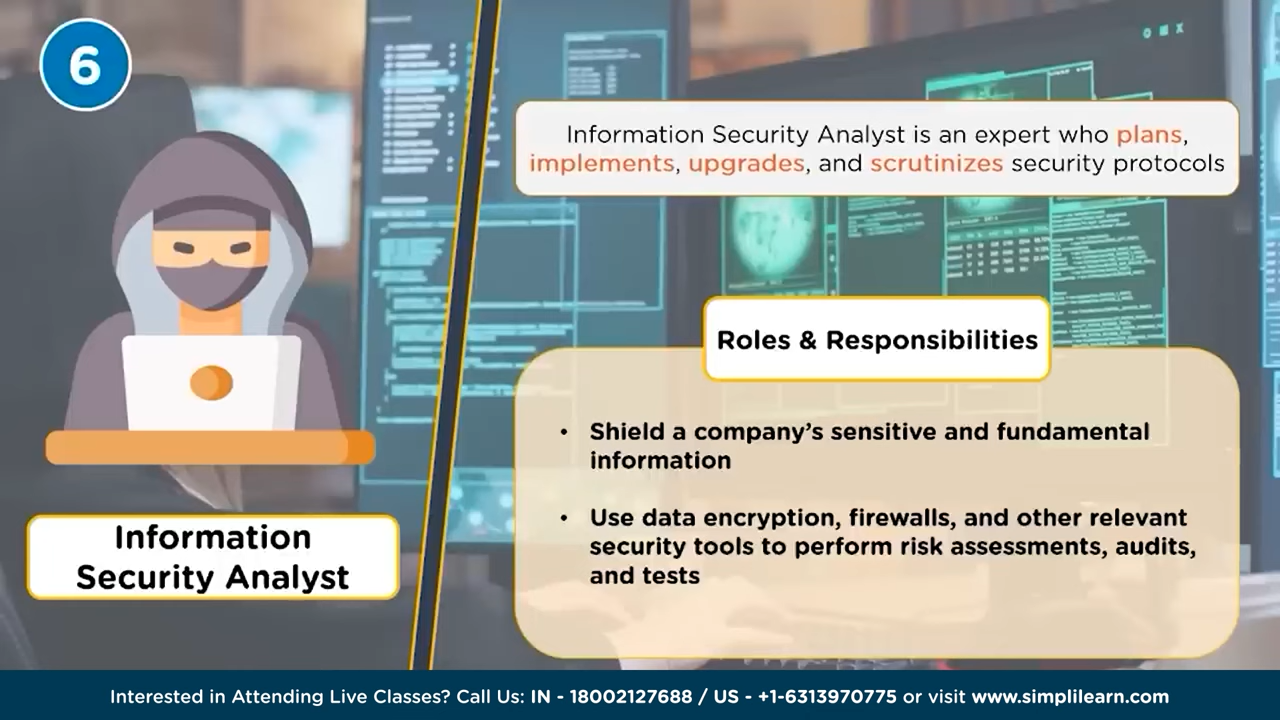 6
Information Security Analyst is an expert who plans,
implements, upgrades, and scrutinizes security protocols
Roles & Responsibilities
• Shield a company's sensitive and fundamental
information
• Use data encryption, firewalls, and other relevant
security tools to perform risk assessments, audits,
and tests
Information
Security Analyst
Interested in Attending Live Classes? Call Us: IN - 18002127688 / US - +1-6313970775 or visit www.simplilearn.com